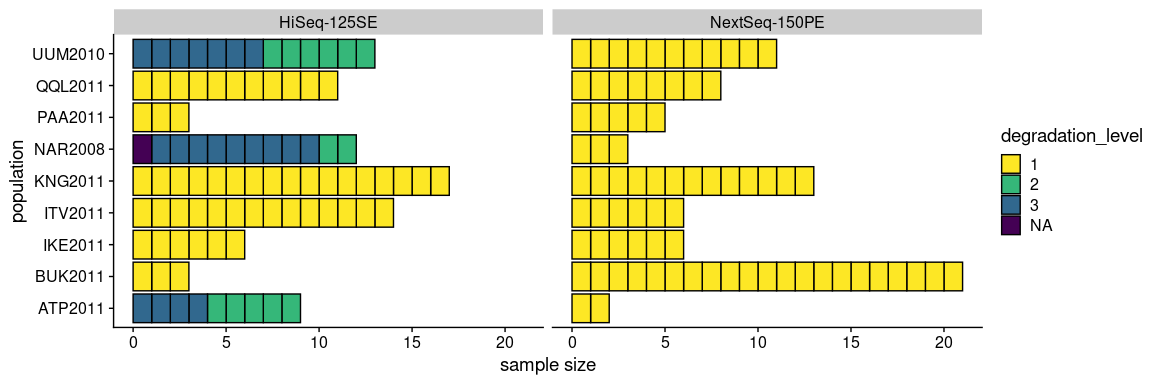 HiSeq-125SE
NextSeq-150PE
population
UUM2010
QQL2011
PAA2011
NAR2008
KNG2011
ITV2011
IKE2011
BUK2011
ATP2011
0 5 10 15 20
0 5 10 15 20
sample size
degradation_level
1
2
3
NA